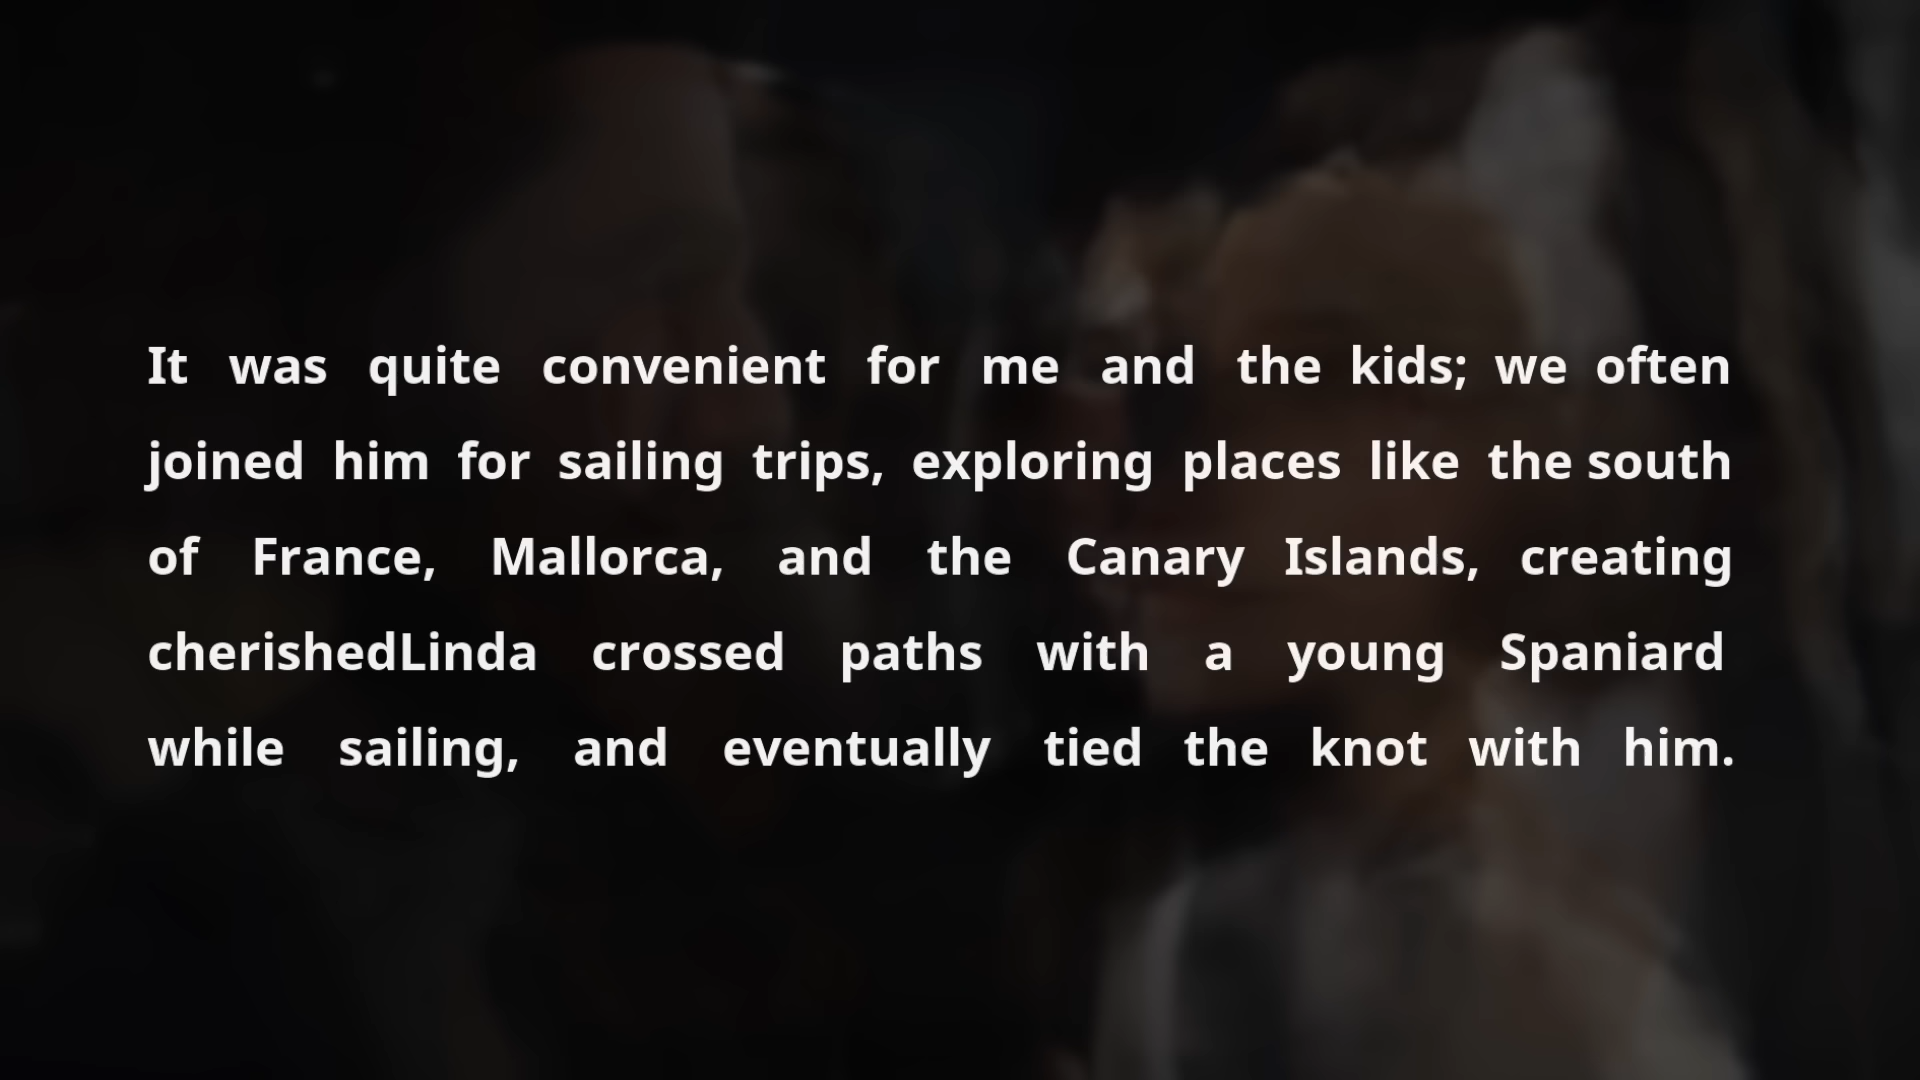 It was quite convenient for me and the kids; we often
joined him for sailing trips, exploring places like the south
of France, Mallorca, and the Canary Islands, creating
cherishedLinda crossed paths with a young Spaniard
while sailing, and eventually tied the knot with him.